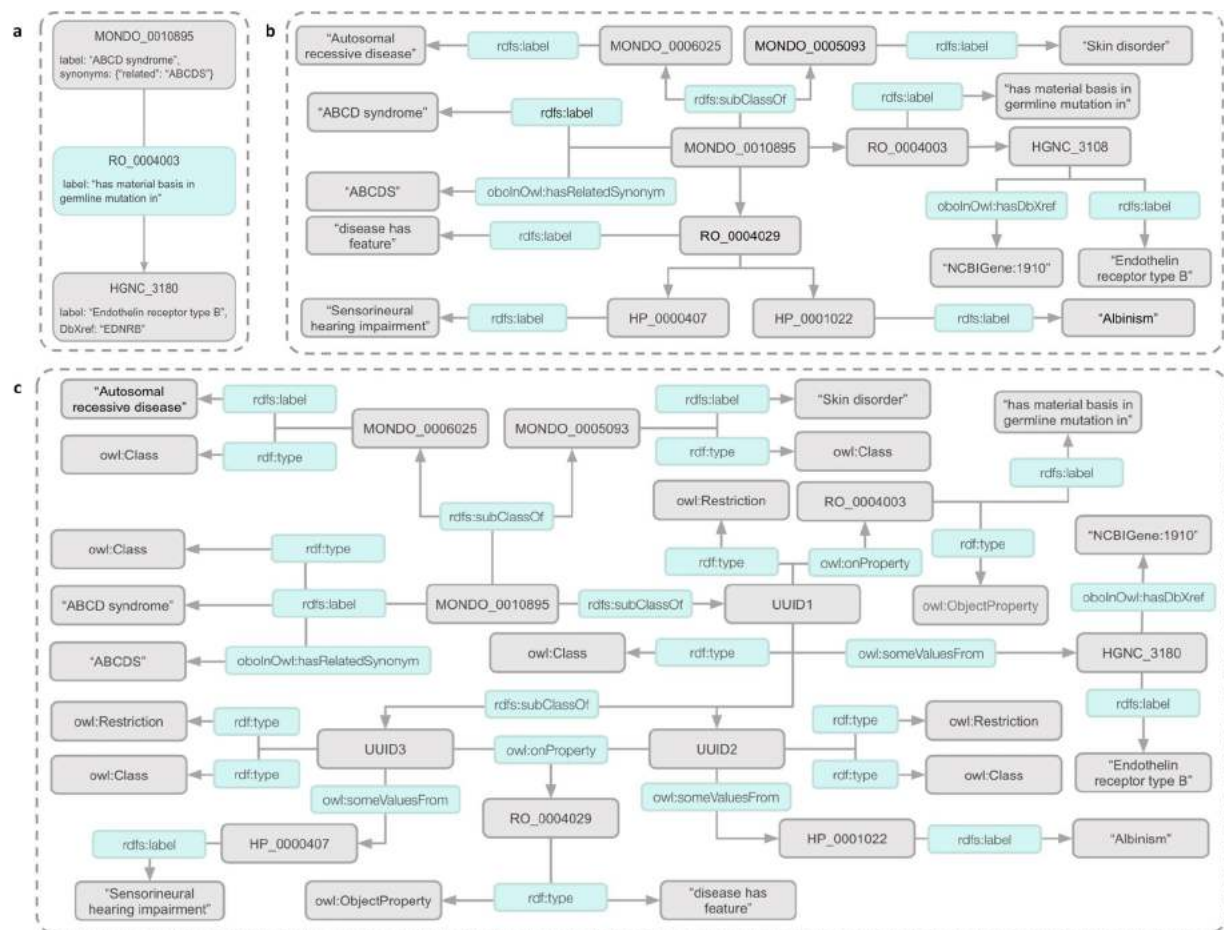 a
MONDO_0010895
label: "ABCD syndrome",
synonyms: {"related": "ABCDS"}
RO_0004003
label: "has material basis in
germline mutation in"
HGNC_3180
label: "Endothelin receptor type B",
DbXref: "EDNRB"
b
"Autosomal
recessive disease"
rdfs:label
MONDO_0006025
MONDO_0005093
rdfs:label
"Skin disorder"
rdfs:subClassOf
rdfs:label
"has material basis in
germline mutation in"
"ABCD syndrome"
rdfs:label
MONDO_0010895
RO_0004003
HGNC_3108
"ABCDS"
oboInOwl:hasRelatedSynonym
oboInOwl:hasDbXref
rdfs:label
"disease has
feature"
rdfs:label
RO_0004029
"NCBIGene:1910"
"Endothelin
receptor type B"
"Sensorineural
hearing impairment"
rdfs:label
HP_0000407
HP_0001022
rdfs:label
"Albinism"
c
"Autosomal
recessive disease"
rdfs:label
MONDO_0006025
owl:Class
rdf:type
MONDO_0005093
rdfs:label
"Skin disorder"
rdf:type
owl:Class
"has material basis in
germline mutation in"
rdfs:label
rdfs:subClassOf
owl:Restriction
RO_0004003
rdf:type
owl:onProperty
rdf:type
owl:ObjectProperty
"NCBIGene:1910"
oboInOwl:hasDbXref
owl:Class
rdf:type
"ABCD syndrome"
rdfs:label
MONDO_0010895
rdfs:subClassOf
UUID1
"ABCDS"
oboInOwl:hasRelatedSynonym
owl:Class
rdf:type
owl:someValuesFrom
HGNC_3180
rdfs:label
"Endothelin
receptor type B"
rdfs:subClassOf
owl:Restriction
rdf:type
UUID3
owl:onProperty
UUID2
rdf:type
owl:Restriction
owl:Class
rdf:type
rdf:type
owl:Class
owl:someValuesFrom
owl:someValuesFrom
RO_0004029
rdfs:label
HP_0000407
HP_0001022
rdfs:label
"Albinism"
"Sensorineural
hearing impairment"
owl:ObjectProperty
rdf:type
"disease has
feature"